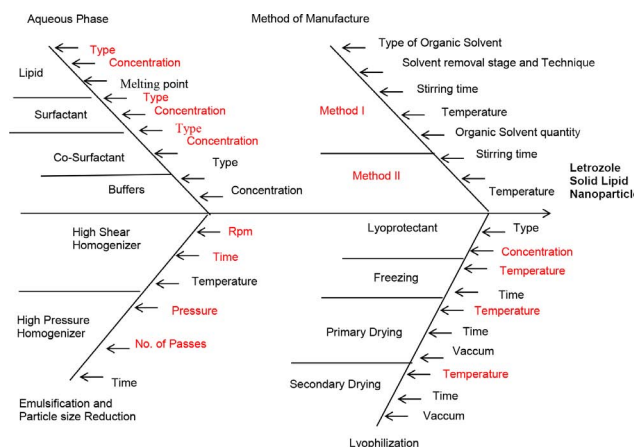 Aqueous Phase
Type
Concentration
Lipid
Melting point
Type
Surfactant
Concentration
Type
Concentration
Co-Surfactant
Type
Buffers
Concentration
Method of Manufacture
Type of Organic Solvent
Solvent removal stage and Technique
Stirring time
Method I
Temperature
Organic Solvent quantity
Stirring time
Method II
Temperature
Letrozole
Solid Lipid
Nanoparticle
High Shear
Homogenizer
Rpm
Time
Temperature
High Pressure
Homogenizer
Pressure
No. of Passes
Time
Emulsification and
Particle size Reduction
Lyoprotectant
Type
Concentration
Freezing
Temperature
Time
Primary Drying
Temperature
Time
Vaccum
Secondary Drying
Temperature
Time
Vaccum
Lyophilization